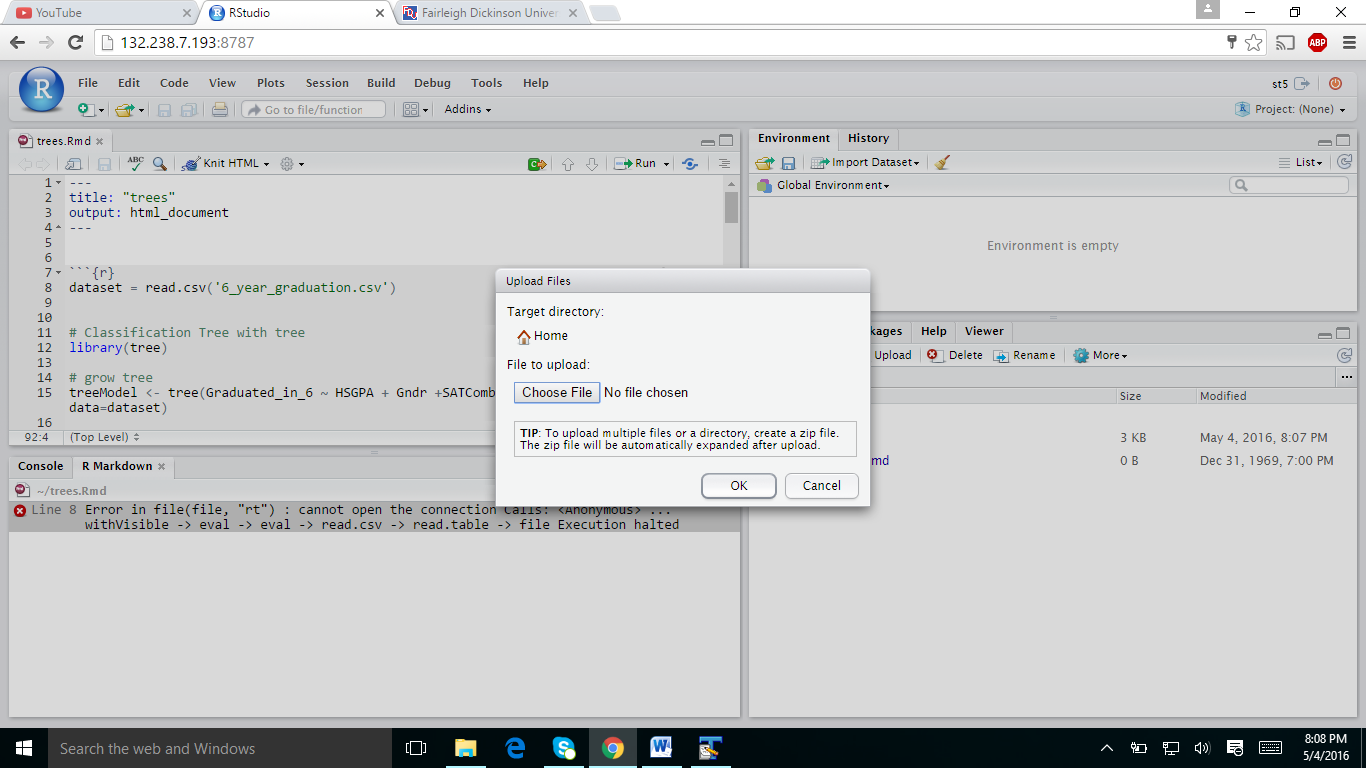 YouTube
RStudio
Fairleigh Dickinson Univer
132.238.7.193:8787
ABP
R
File Edit Code View Plots Session Build Debug Tools Help
st5
Go to file/function
Addins
Project: (None)
trees.Rmd
ABC
Knit HTML
Run
1 ---
2 title: "trees"
3 output: html_document
4 ---
5
6
7 ```{r}
8 dataset = read.csv('6_year_graduation.csv')
9
10
11 # Classification Tree with tree
12 library(tree)
13
14 # grow tree
15 treeModel <- tree(Graduated_in_6 ~ HSGPA + Gndr +SATComb
data=dataset)
16
92:4 (Top Level)
Console R Markdown
~/trees.Rmd
Line 8 Error in file(file, "rt") : cannot open the connection Calls: <Anonymous> ...
withVisible -> eval -> eval -> read.csv -> read.table -> file Execution halted
Environment History
Import Dataset
List
Global Environment
Environment is empty
kages Help Viewer
Upload Delete Rename More
...
Size Modified
3 KB May 4, 2016, 8:07 PM
md 0 B Dec 31, 1969, 7:00 PM
Upload Files
Target directory:
Home
File to upload:
Choose File No file chosen
TIP: To upload multiple files or a directory, create a zip file.
The zip file will be automatically expanded after upload.
OK Cancel
Search the web and Windows
8:08 PM
5/4/2016